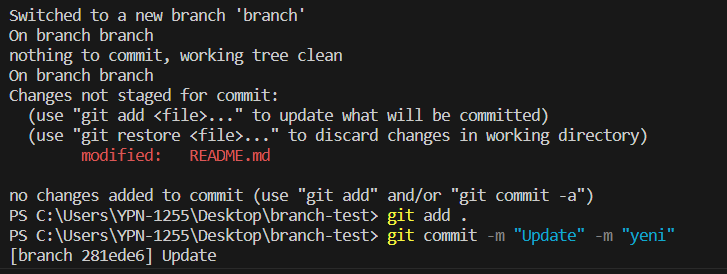 Switched to a new branch 'branch'
On branch branch
nothing to commit, working tree clean
On branch branch
Changes not staged for commit:
  (use "git add <file>..." to update what will be committed)
  (use "git restore <file>..." to discard changes in working directory)
        modified:   README.md

no changes added to commit (use "git add" and/or "git commit -a")
PS C:\Users\YPN-1255\Desktop\branch-test> git add .
PS C:\Users\YPN-1255\Desktop\branch-test> git commit -m "Update" -m "yeni"
[branch 281ede6] Update